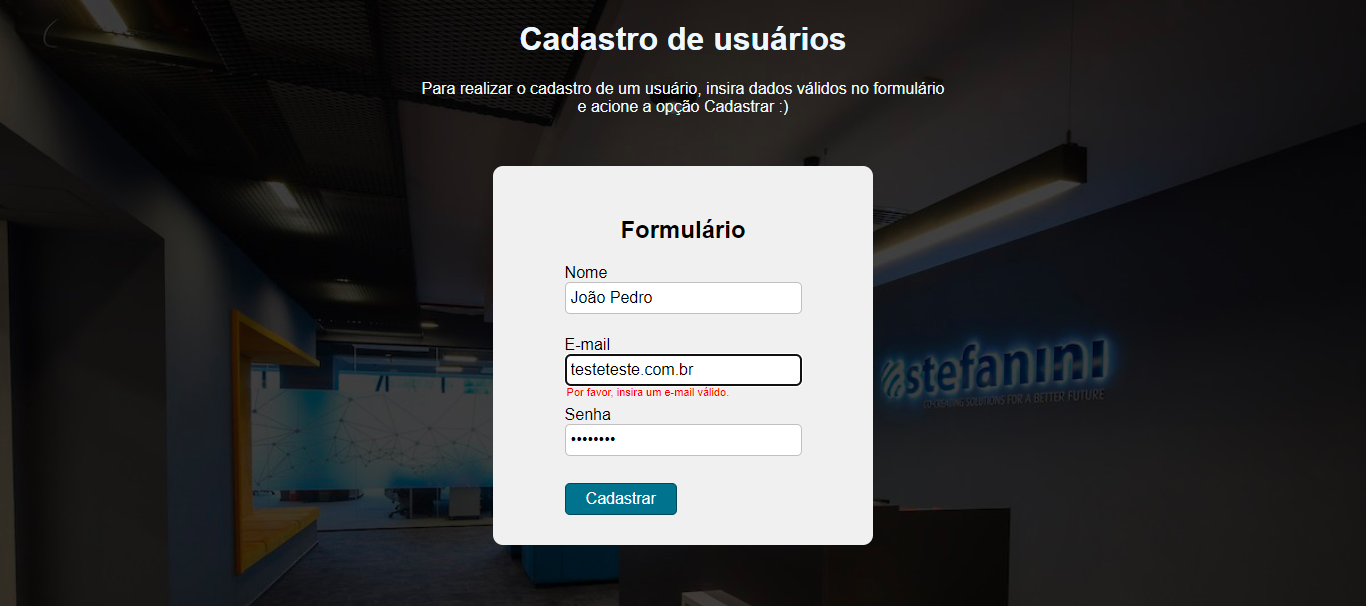 Cadastro de usuários
Para realizar o cadastro de um usuário, insira dados válidos no formulário
e acione a opção Cadastrar :)
Formulário
Nome
João Pedro
E-mail
testeteste.com.br
Por favor, insira um e-mail válido.
Senha
••••••••
Cadastrar
stefanini
CO-CREATING SOLUTIONS FOR A BETTER FUTURE